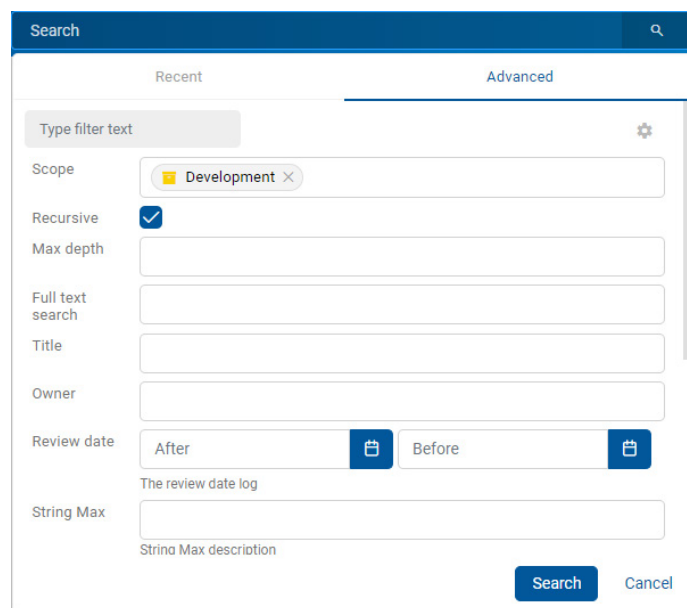 Search
Recent Advanced
Type filter text
Scope Development
Recursive
Max depth
Full text
search
Title
Owner
Review date After Before
The review date log
String Max
String Max description
Search Cancel